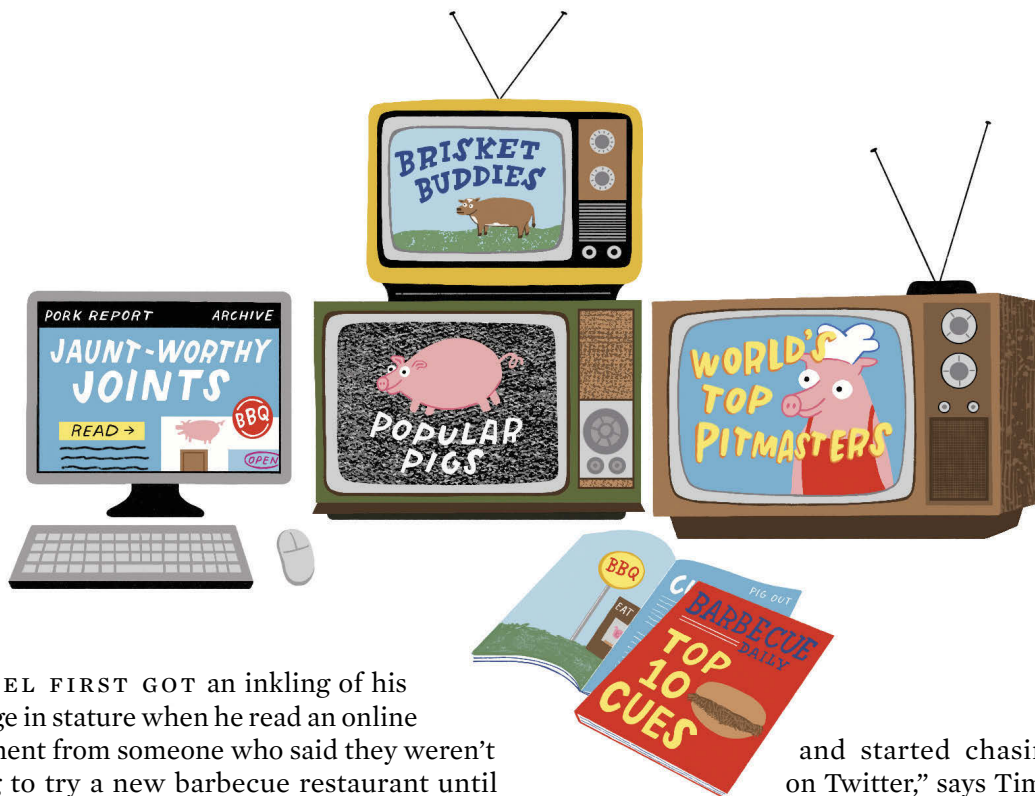 BRISKET
BUDDIES
PORK REPORT ARCHIVE
JAUNT-WORTHY
JOINTS
READ →
BBQ
OPEN
POPULAR
PIGS
WORLD'S
TOP
PITMASTERS
BBQ
EAT
PIG OUT
BARBECUE
DAILY
TOP
10
CUES
EL FIRST GOT an inkling of his
ge in stature when he read an online
ment from someone who said they weren't
g to try a new barbecue restaurant until
and started chasin
on Twitter,” says Tim